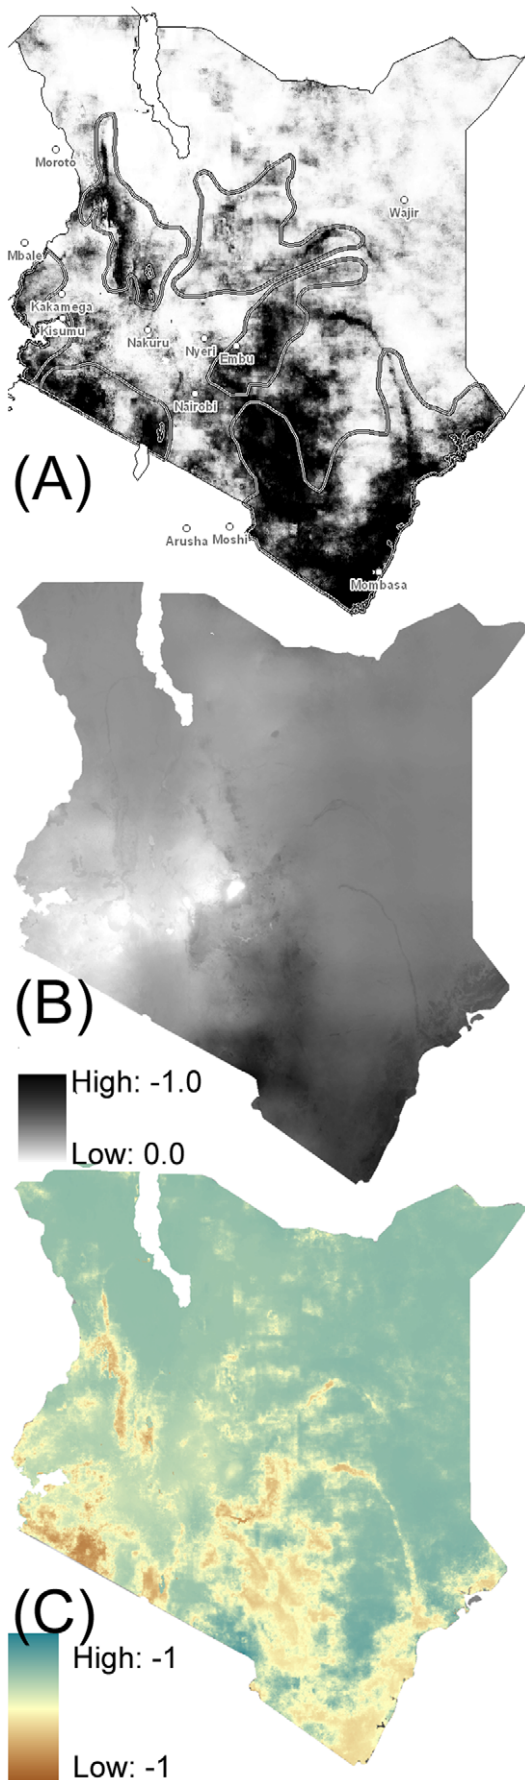 Moroto
Wajir
Mbale
Kakamega
Kisumu
Nakuru
Nyeri
Embu
Nairobi
(A)
Arusha
Moshi
Mombasa
(B)
High: -1.0
Low: 0.0
(C)
High: -1
Low: -1